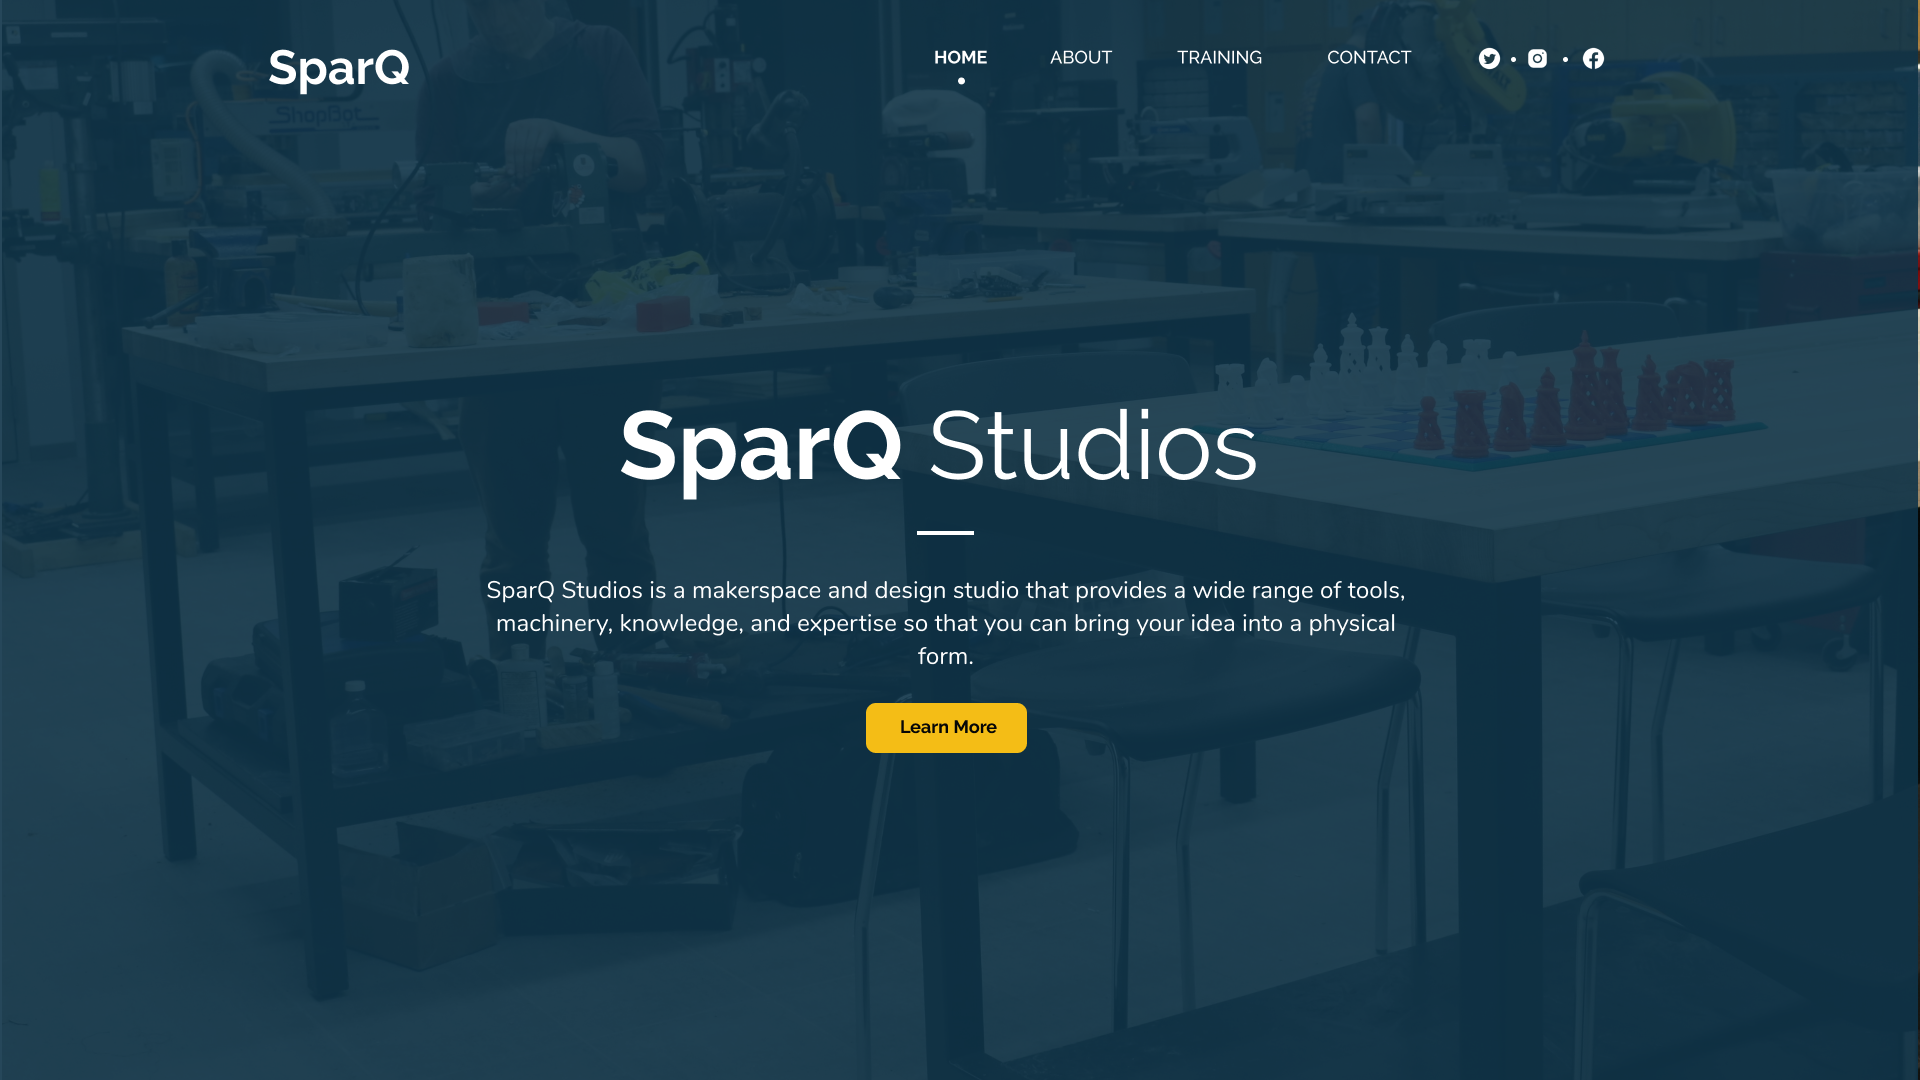 SparQ
HOME
ABOUT
TRAINING
CONTACT
ShopBot
SparQ Studios
SparQ Studios is a makerspace and design studio that provides a wide range of tools,
machinery, knowledge, and expertise so that you can bring your idea into a physical
form.
Learn More